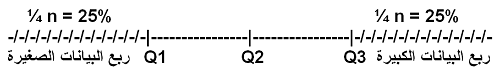 ¼ n = 25% ¼ n = 25%
-/-/-/-/-/-/-/-/-/-/-/-/-|----------------|----------------|-/-/-/-/-/-/-/-/-/-/-/-/-
ربع البيانات الصغيرة Q1 Q2 Q3 ربع البيانات الكبيرة